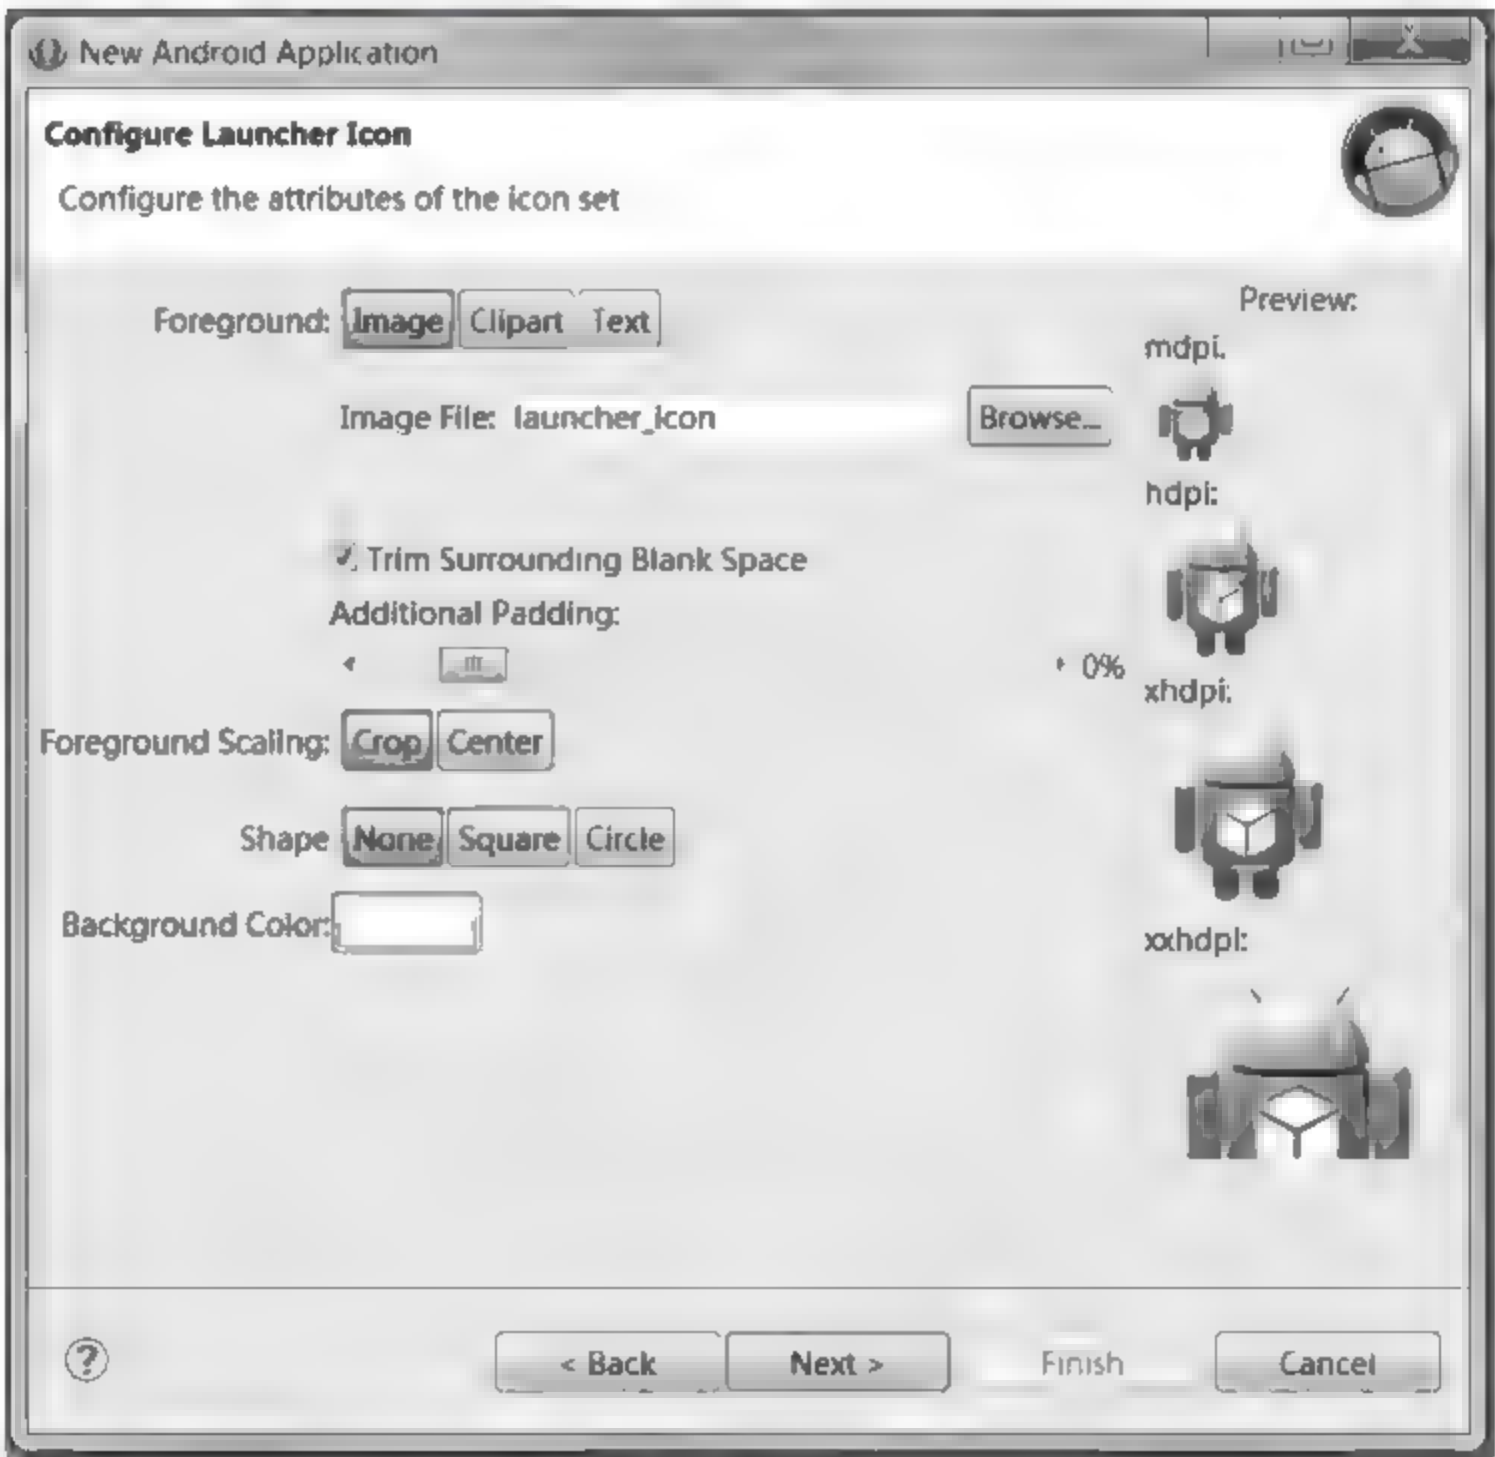 New Android Application
Configure Launcher Icon
Configure the attributes of the icon set
Foreground: Image Clipart Text
Preview:
mdpi:
Image File: launcher_icon Browse...
hdpi:
Trim Surrounding Blank Space
Additional Padding:
0%
xhdpi:
Foreground Scaling: Crop Center
Shape None Square Circle
Background Color:
xxhdpi:
? < Back Next > Finish Cancel